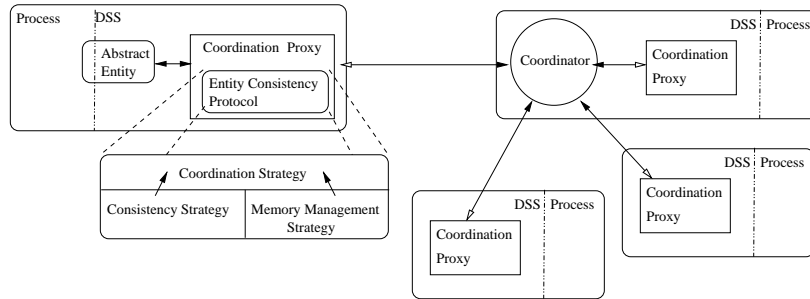 Process
DSS
Abstract
Entity
Coordination Proxy
Entity Consistency
Protocol
Coordination Strategy
Consistency Strategy
Memory Management
Strategy
Coordinator
DSS
Process
Coordination
Proxy
DSS
Process
Coordination
Proxy
DSS
Process
Coordination
Proxy